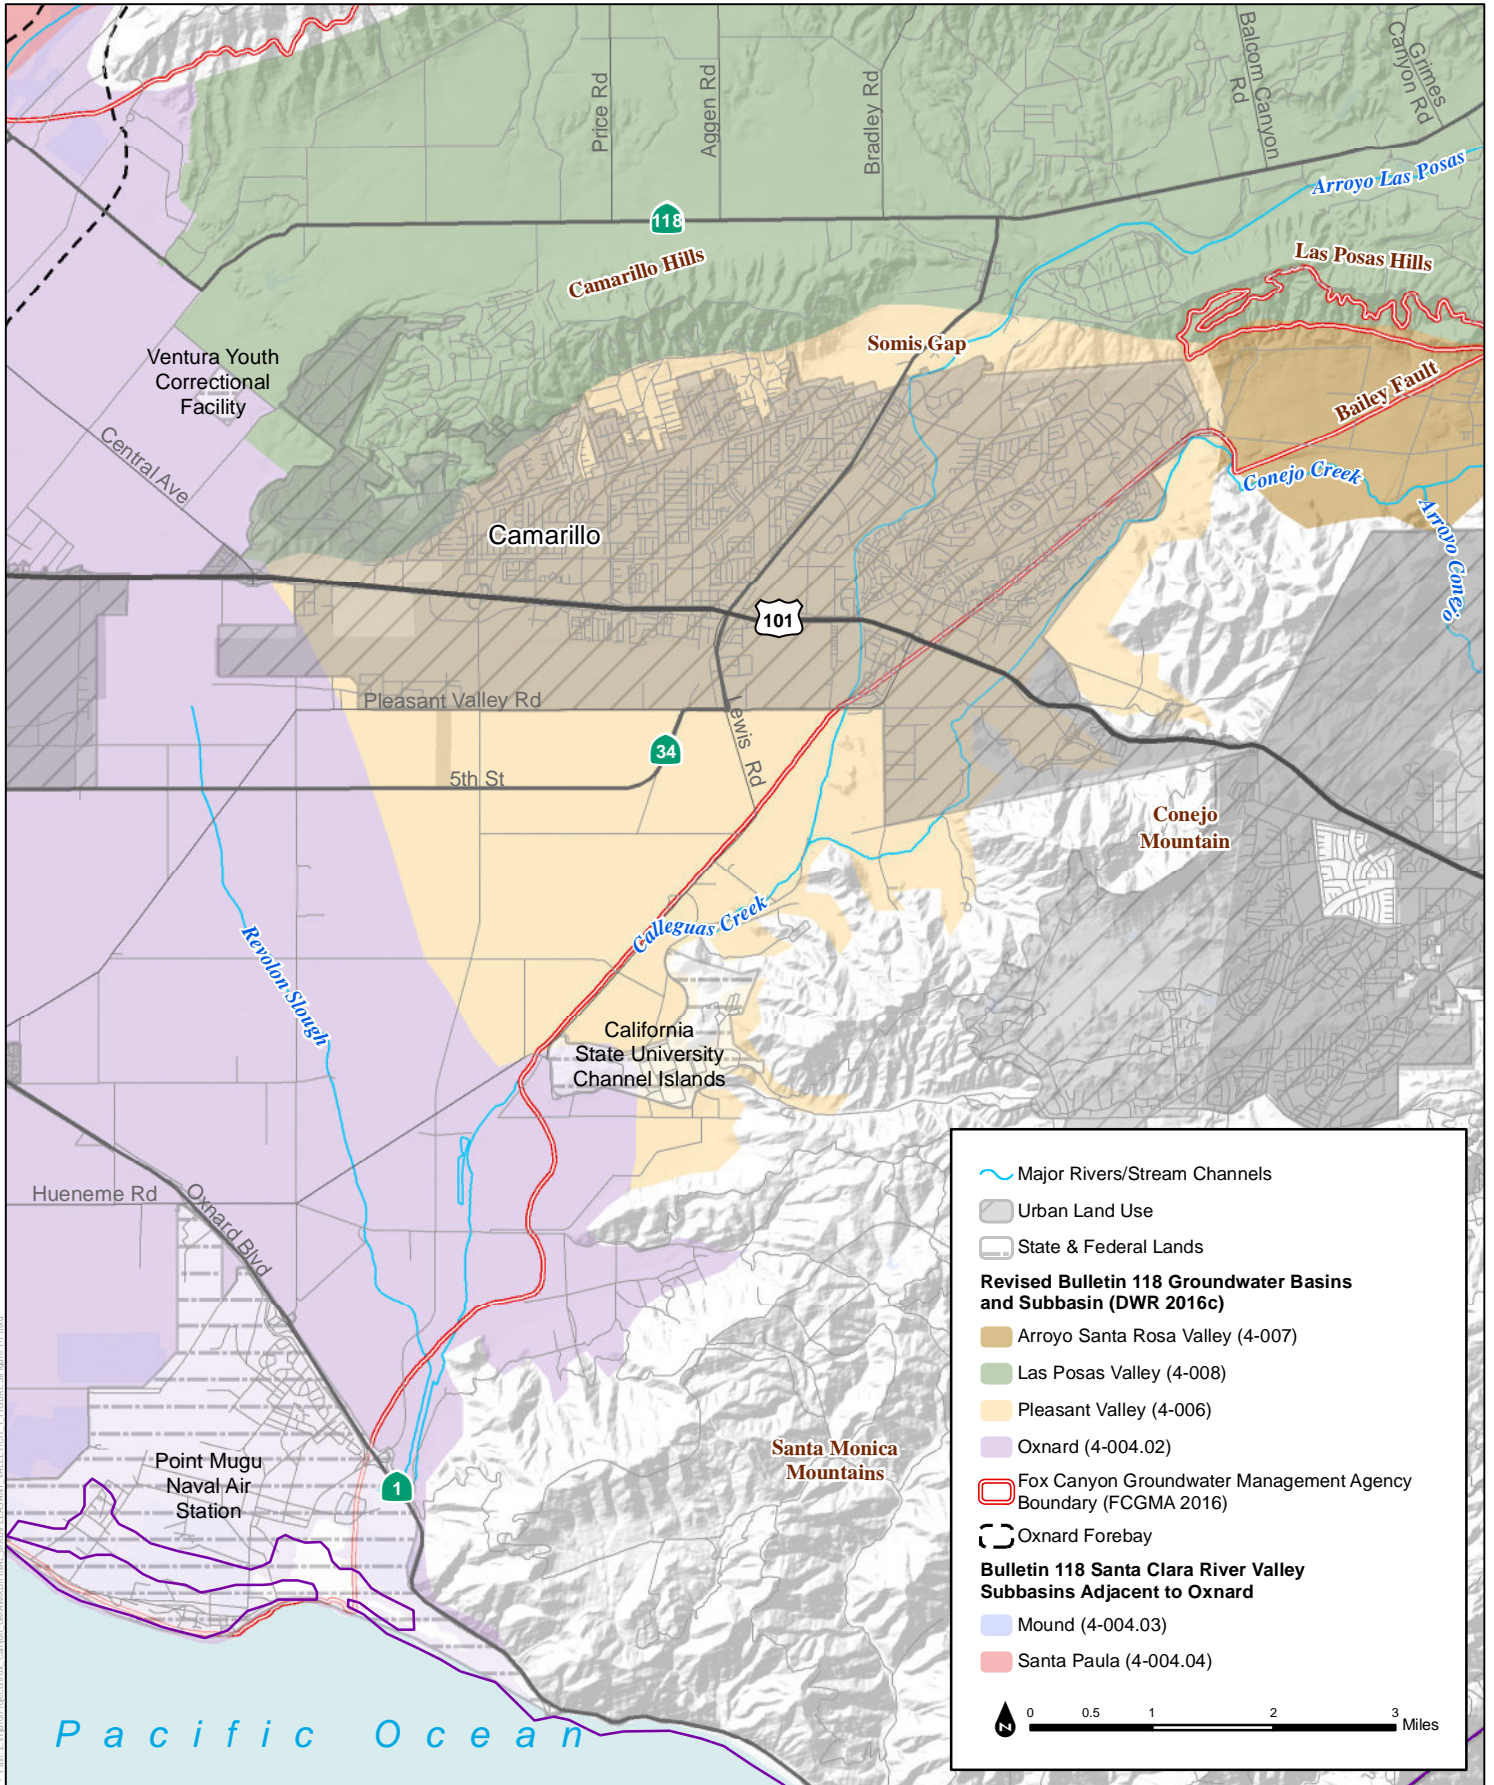 Price Rd
Aggen Rd
Bradley Rd
Balcom Canyon
Rd
Grimes
Canyon Rd
Arroyo Las Posas
118
Camarillo Hills
Las Posas Hills
Somis Gap
Ventura Youth
Correctional
Facility
Bailey Fault
Central Ave
Conejo Creek
Arroyo Conejo
Camarillo
101
Pleasant Valley Rd
Lewis Rd
34
5th St
Conejo
Mountain
Calleguas Creek
Revolon Slough
California
State University
Channel Islands
Hueneme Rd
Oxnard Blvd
Point Mugu
Naval Air
Station
1
Santa Monica
Mountains
Pacific Ocean
Major Rivers/Stream Channels
Urban Land Use
State & Federal Lands
Revised Bulletin 118 Groundwater Basins
and Subbasin (DWR 2016c)
Arroyo Santa Rosa Valley (4-007)
Las Posas Valley (4-008)
Pleasant Valley (4-006)
Oxnard (4-004.02)
Fox Canyon Groundwater Management Agency
Boundary (FCGMA 2016)
Oxnard Forebay
Bulletin 118 Santa Clara River Valley
Subbasins Adjacent to Oxnard
Mound (4-004.03)
Santa Paula (4-004.04)
N
0 0.5 1 2 3
Miles